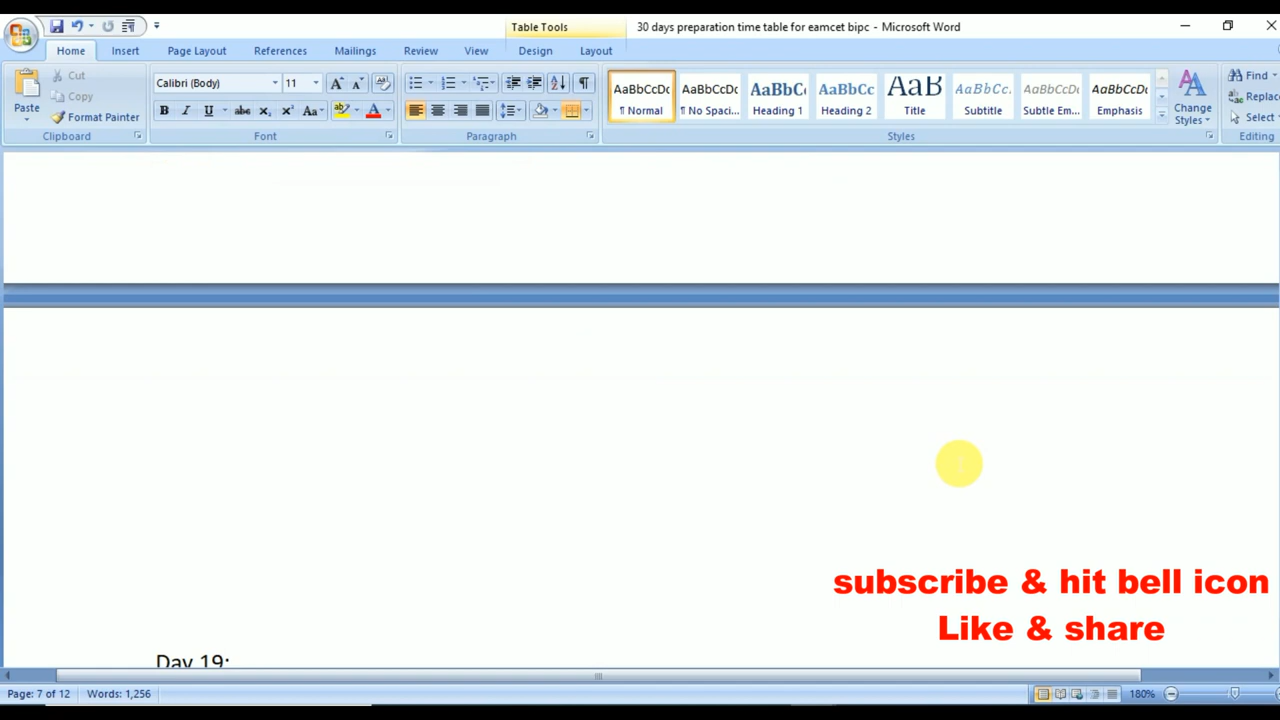 Table Tools
30 days preparation time table for eamcet bipc - Microsoft Word
Home Insert Page Layout References Mailings Review View Design Layout
Cut
Copy
Paste
Format Painter
Clipboard
Calibri (Body) 11
Font
Paragraph
AaBbCcDc AaBbCcDc AaBbC AaBbCc AaB AaBbCc. AaBbCcDc AaBbCcDc
¶ Normal ¶ No Spaci... Heading 1 Heading 2 Title Subtitle Subtle Em... Emphasis
Styles
Change
Styles
Find
Replac
Select
Editing
subscribe & hit bell icon
Like & share
Day 19:
Page: 7 of 12 Words: 1,256 180%